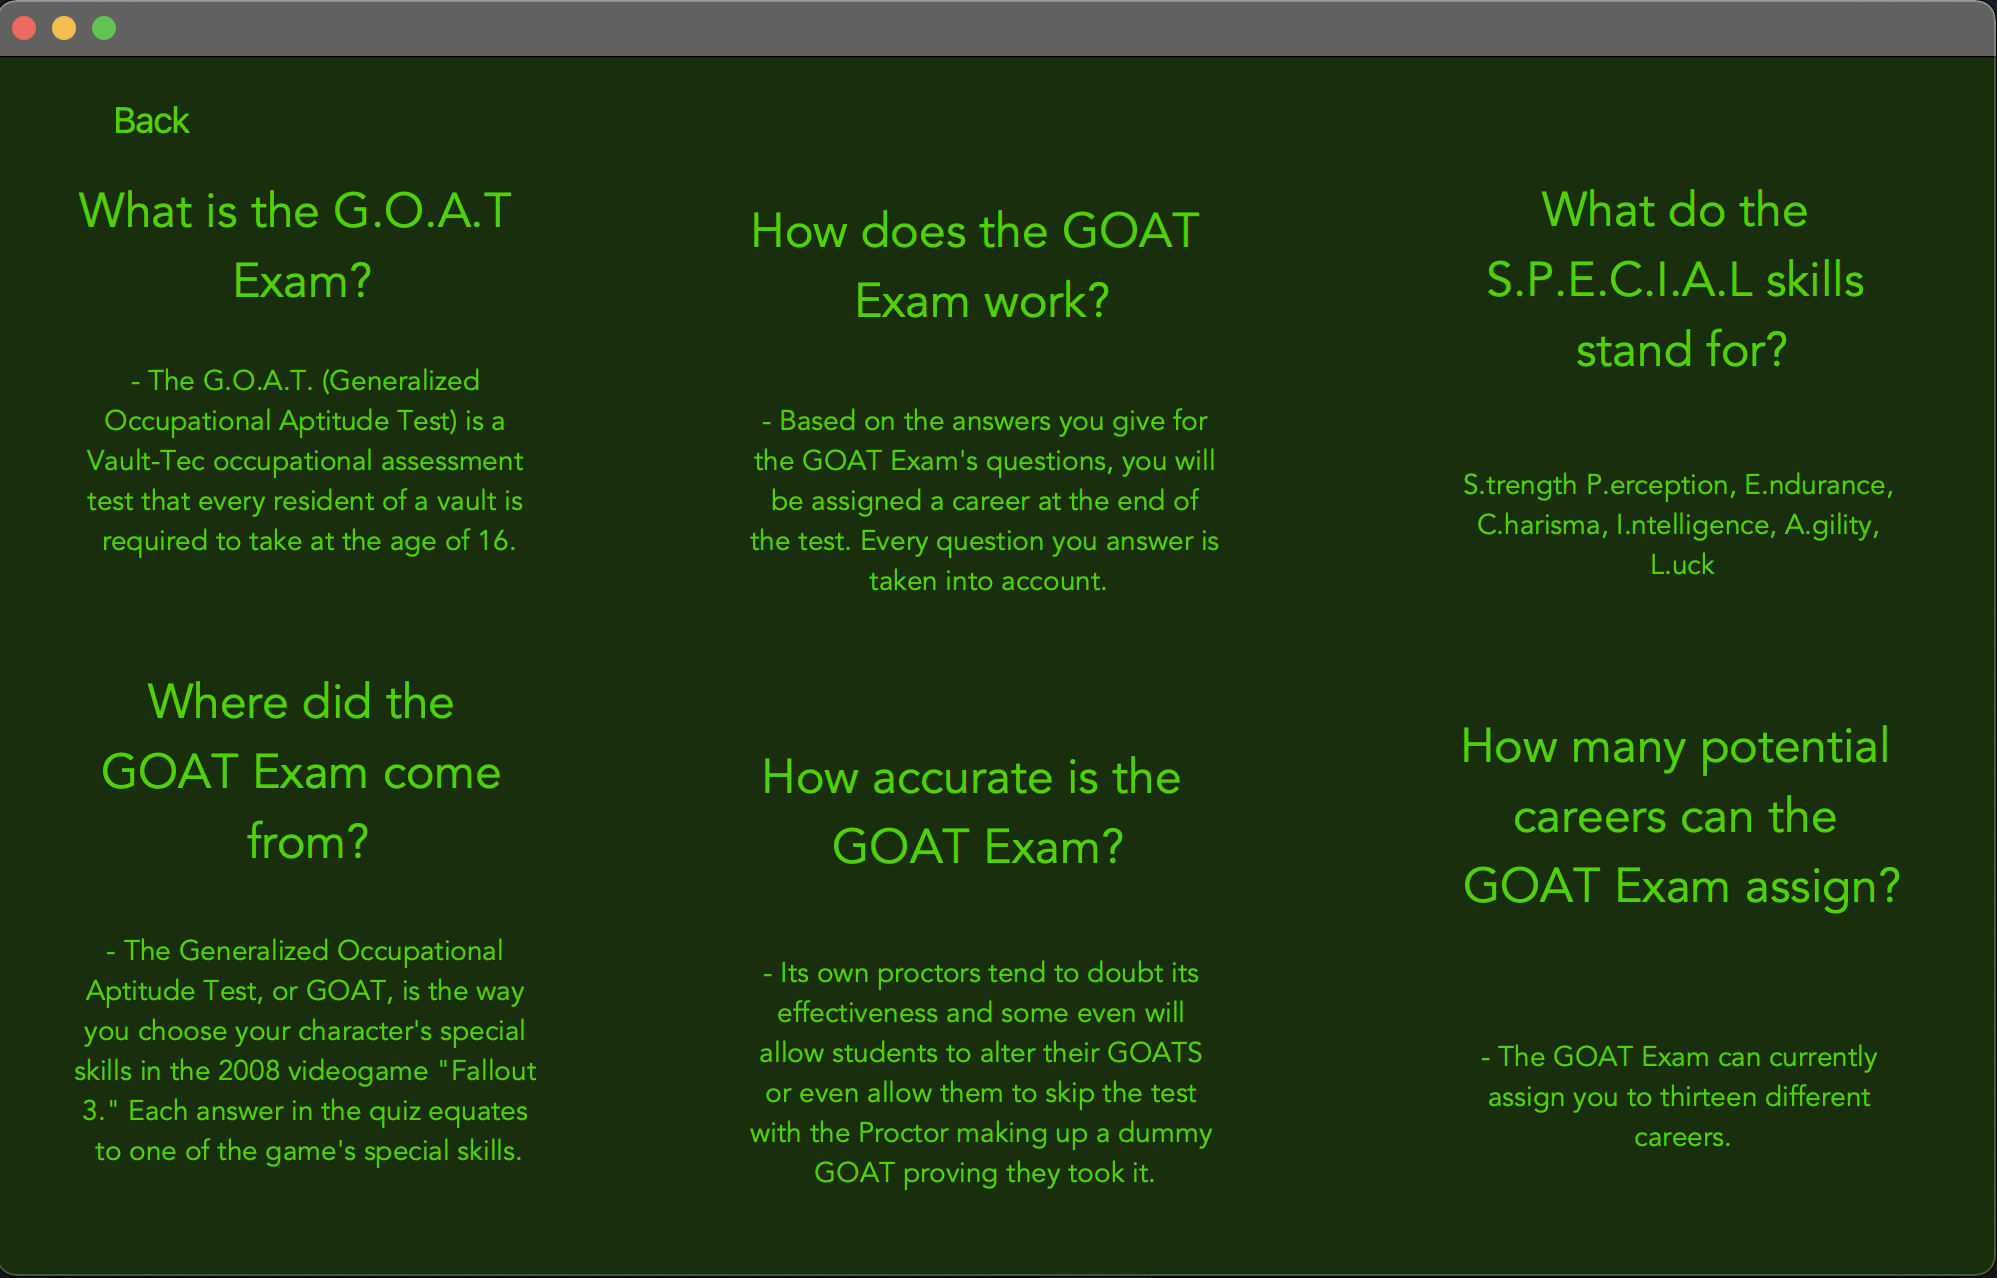 Back
What is the G.O.A.T
Exam?
- The G.O.A.T. (Generalized
Occupational Aptitude Test) is a
Vault-Tec occupational assessment
test that every resident of a vault is
required to take at the age of 16.
How does the GOAT
Exam work?
- Based on the answers you give for
the GOAT Exam's questions, you will
be assigned a career at the end of
the test. Every question you answer is
taken into account.
What do the
S.P.E.C.I.A.L skills
stand for?
S.trength P.erception, E.ndurance,
C.harisma, I.ntelligence, A.gility,
L.uck
Where did the
GOAT Exam come
from?
- The Generalized Occupational
Aptitude Test, or GOAT, is the way
you choose your character's special
skills in the 2008 videogame "Fallout
3." Each answer in the quiz equates
to one of the game's special skills.
How accurate is the
GOAT Exam?
- Its own proctors tend to doubt its
effectiveness and some even will
allow students to alter their GOATS
or even allow them to skip the test
with the Proctor making up a dummy
GOAT proving they took it.
How many potential
careers can the
GOAT Exam assign?
- The GOAT Exam can currently
assign you to thirteen different
careers.